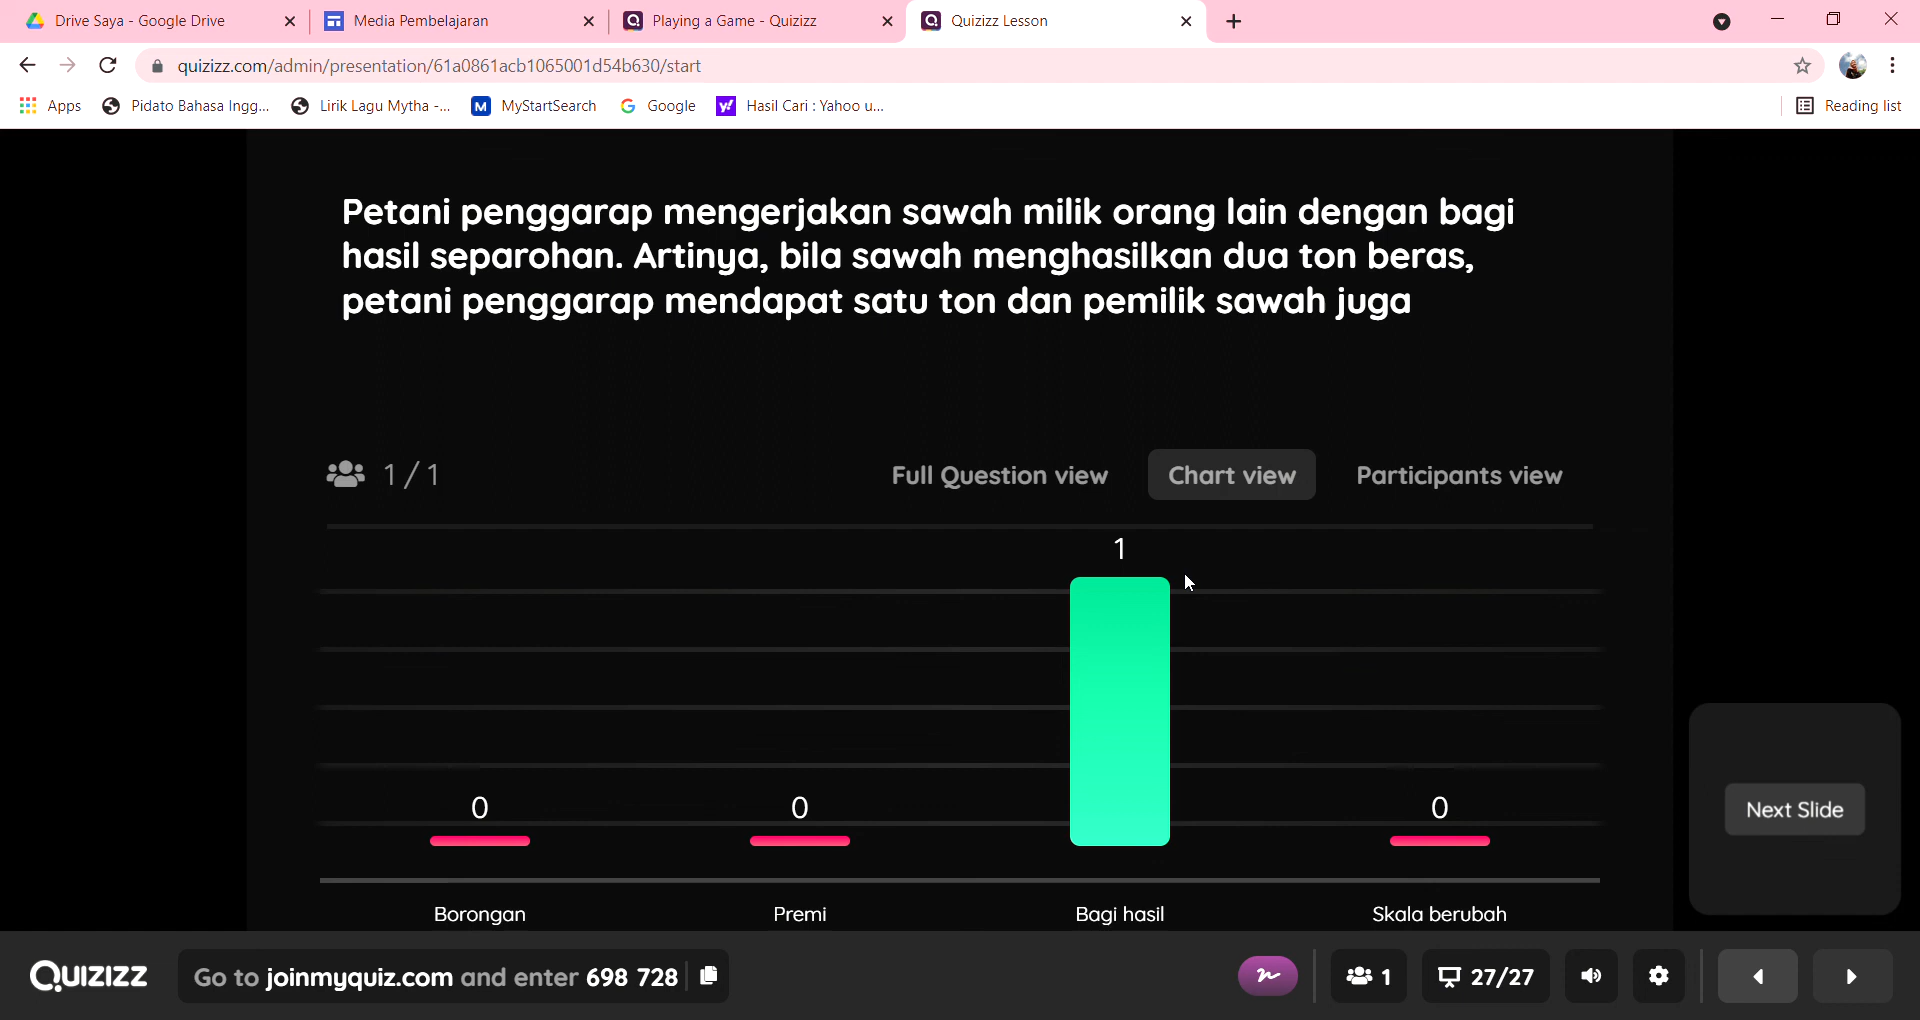 Drive Saya - Google Drive
Media Pembelajaran
Playing a Game - Quizizz
Quizizz Lesson
quizizz.com/admin/presentation/61a0861acb1065001d54b630/start
Apps
Pidato Bahasa Ingg...
Lirik Lagu Mytha -...
M MyStartSearch
Google
Hasil Cari : Yahoo u...
Reading list
Petani penggarap mengerjakan sawah milik orang lain dengan bagi
hasil separohan. Artinya, bila sawah menghasilkan dua ton beras,
petani penggarap mendapat satu ton dan pemilik sawah juga
1 / 1
Full Question view
Chart view
Participants view
1
0
0
0
Borongan
Premi
Bagi hasil
Skala berubah
Next Slide
QUIZIZZ
Go to joinmyquiz.com and enter 698 728
1
27/27